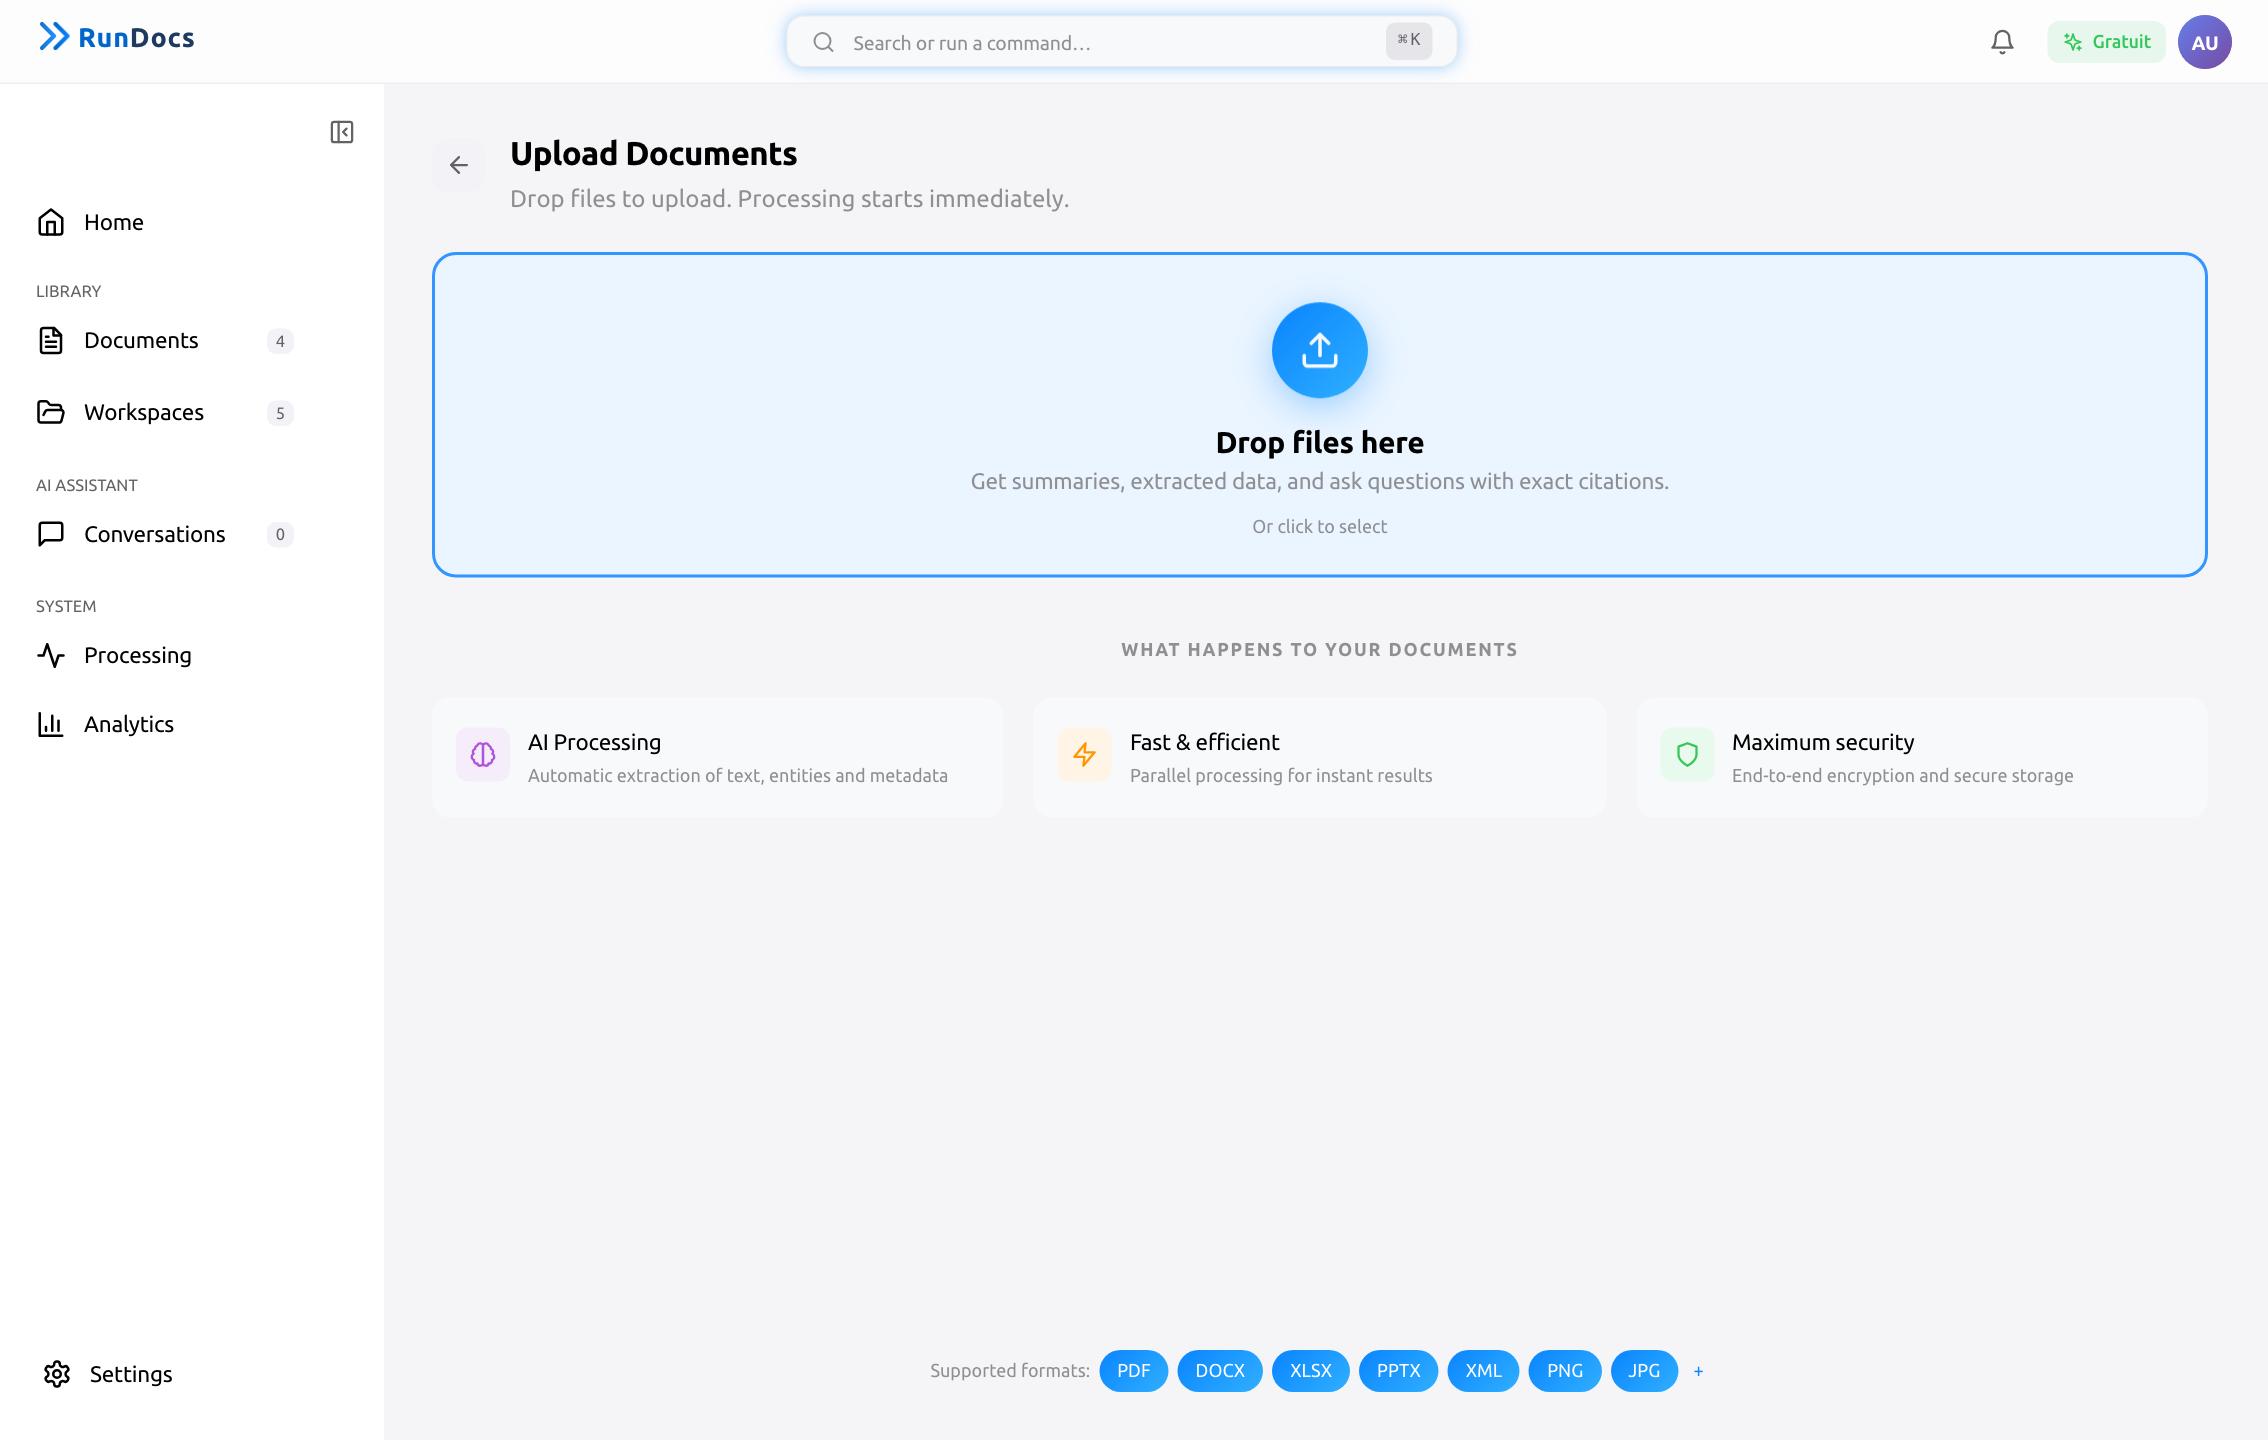 RunDocs
Search or run a command...
⌘K
Gratuit
AU
Home
LIBRARY
Documents 4
Workspaces 5
AI ASSISTANT
Conversations 0
SYSTEM
Processing
Analytics
Settings
Upload Documents
Drop files to upload. Processing starts immediately.
Drop files here
Get summaries, extracted data, and ask questions with exact citations.
Or click to select
WHAT HAPPENS TO YOUR DOCUMENTS
AI Processing
Automatic extraction of text, entities and metadata
Fast & efficient
Parallel processing for instant results
Maximum security
End-to-end encryption and secure storage
Supported formats: PDF DOCX XLSX PPTX XML PNG JPG +